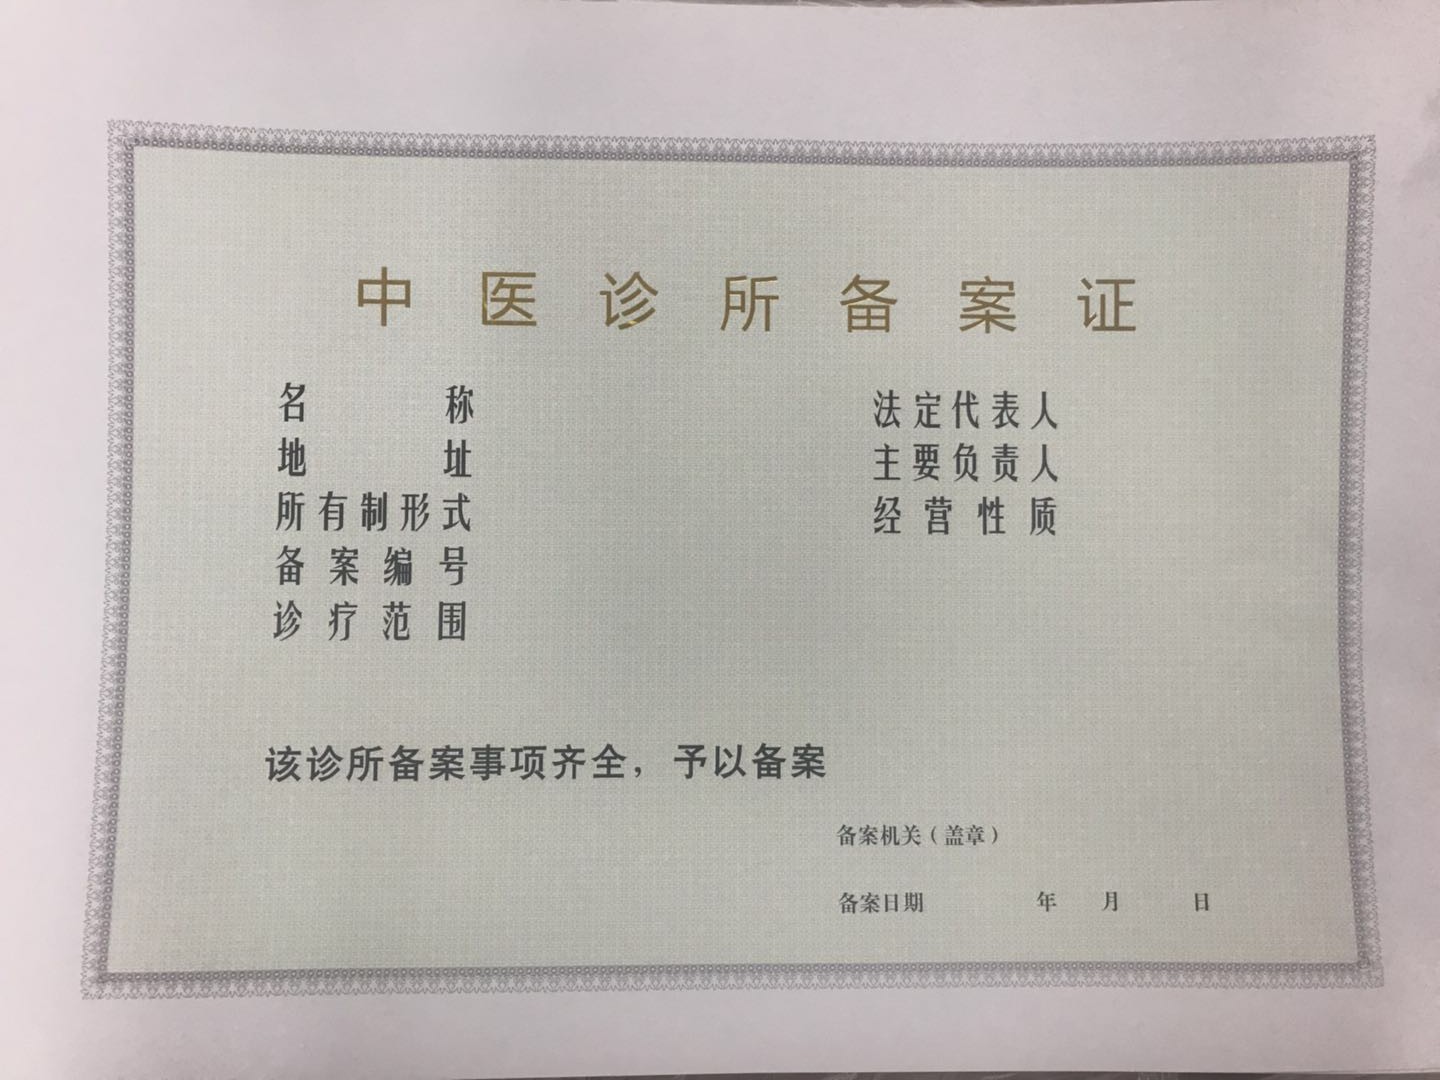 中医诊所备案证
名称 法定代表人
地址 主要负责人
所有制形式 经营性质
备案编号
诊疗范围
该诊所备案事项齐全，予以备案
备案机关（盖章）
备案日期 年 月 日